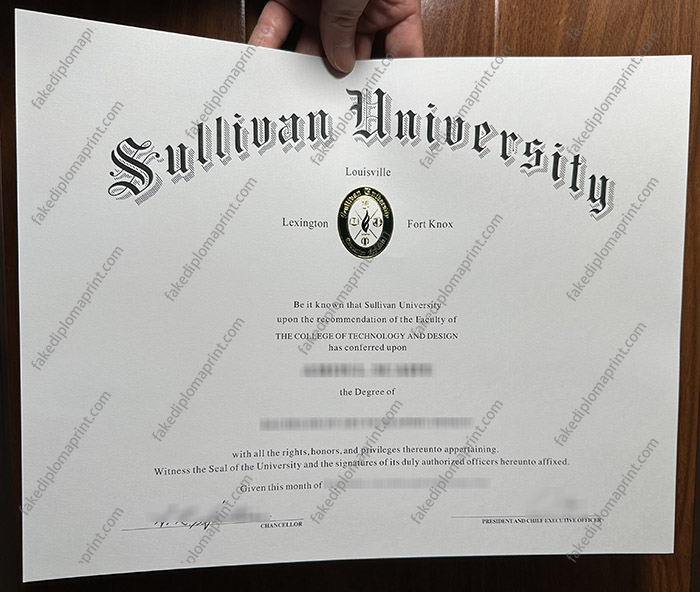 Sullivan University
Louisville
Lexington
Fort Knox
Sullivan University
Be it known that Sullivan University
upon the recommendation of the Faculty of
THE COLLEGE OF TECHNOLOGY AND DESIGN
has conferred upon
the Degree of
with all the rights, honors, and privileges thereunto appertaining.
Witness the Seal of the University and the signatures of its duly authorized officers hereunto affixed.
Given this month of
CHANCELLOR
PRESIDENT AND CHIEF EXECUTIVE OFFICER
fakediplomaprint.com